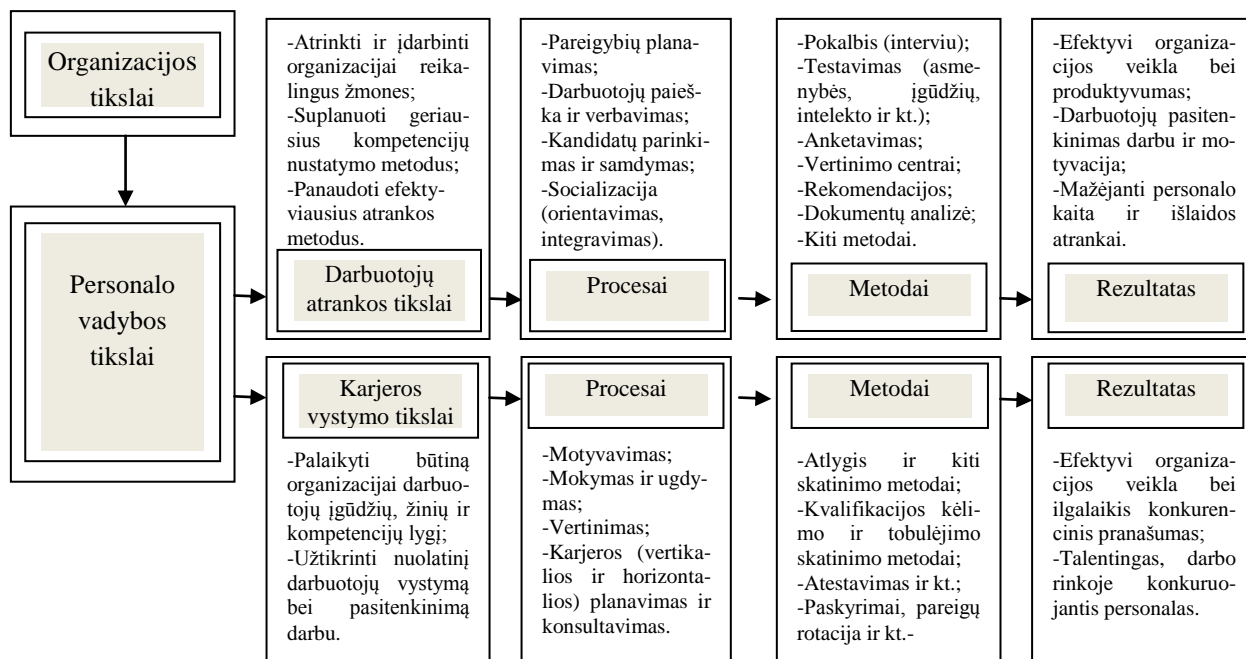 Organizacijos
tikslai
Personalo
vadybos
tikslai
-Atrinkti ir įdarbinti
organizacijai reika-
lingus žmones;
-Suplanuoti geriau-
sius kompetencijų
nustatymo metodus;
-Panaudoti efekty-
viausius atrankos
metodus.
Darbuotojų
atrankos tikslai
-Pareigybių plana-
vimas;
-Darbuotojų paieš-
ka ir verbavimas;
-Kandidatų parinki-
mas ir samdymas;
-Socializacija
(orientavimas,
integravimas).
Procesai
-Pokalbis (interviu);
-Testavimas (asme-
nybės, įgūdžių,
intelekto ir kt.);
-Anketavimas;
-Vertinimo centrai;
-Rekomendacijos;
-Dokumentų analizė;
-Kiti metodai.
Metodai
-Efektyvi organiza-
cijos veikla bei
produktyvumas;
-Darbuotojų pasiten-
kinimas darbu ir mo-
tyvacija;
-Mažėjanti personalo
kaita ir išlaidos
atrankai.
Rezultatas
Karjeros
vystymo tikslai
-Palaikyti būtiną
organizacijai darbuo-
tojų įgūdžių, žinių ir
kompetencijų lygį;
-Užtikrinti nuolatinį
darbuotojų vystymą
bei pasitenkinimą
darbu.
Procesai
-Motyvavimas;
-Mokymas ir ugdy-
mas;
-Vertinimas;
-Karjeros (vertika-
lios ir horizonta-
lios) planavimas ir
konsultavimas.
Metodai
-Atlygis ir kiti
skatinimo metodai;
-Kvalifikacijos kėli-
mo ir tobulėjimo
skatinimo metodai;
-Atestavimas ir kt.;
-Paskyrimai, pareigų
rotacija ir kt.-
Rezultatas
-Efektyvi organiza-
cijos veikla bei
ilgalaikis konkuren-
cinis pranašumas;
-Talentingas, darbo
rinkoje konkuruo-
jantis personalas.